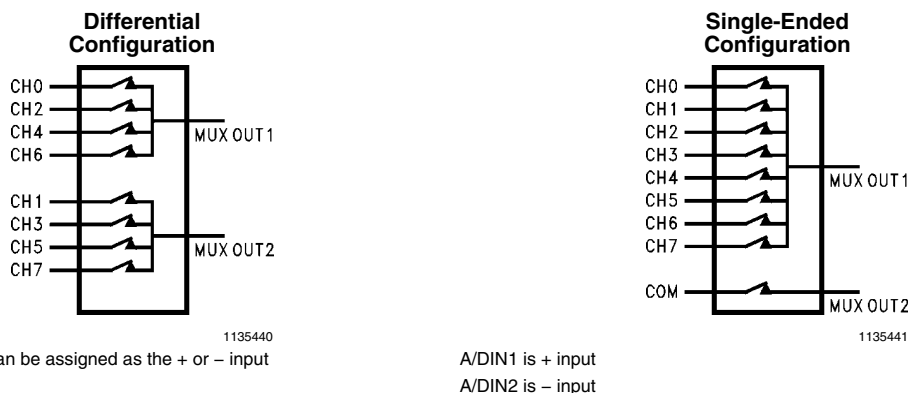 Differential
Configuration
CH0
CH2
CH4
CH6
MUX OUT1
CH1
CH3
CH5
CH7
MUX OUT2
1135440
an be assigned as the + or − input
Single-Ended
Configuration
CH0
CH1
CH2
CH3
CH4
CH5
CH6
CH7
MUX OUT1
COM
MUX OUT2
1135441
A/DIN1 is + input
A/DIN2 is − input